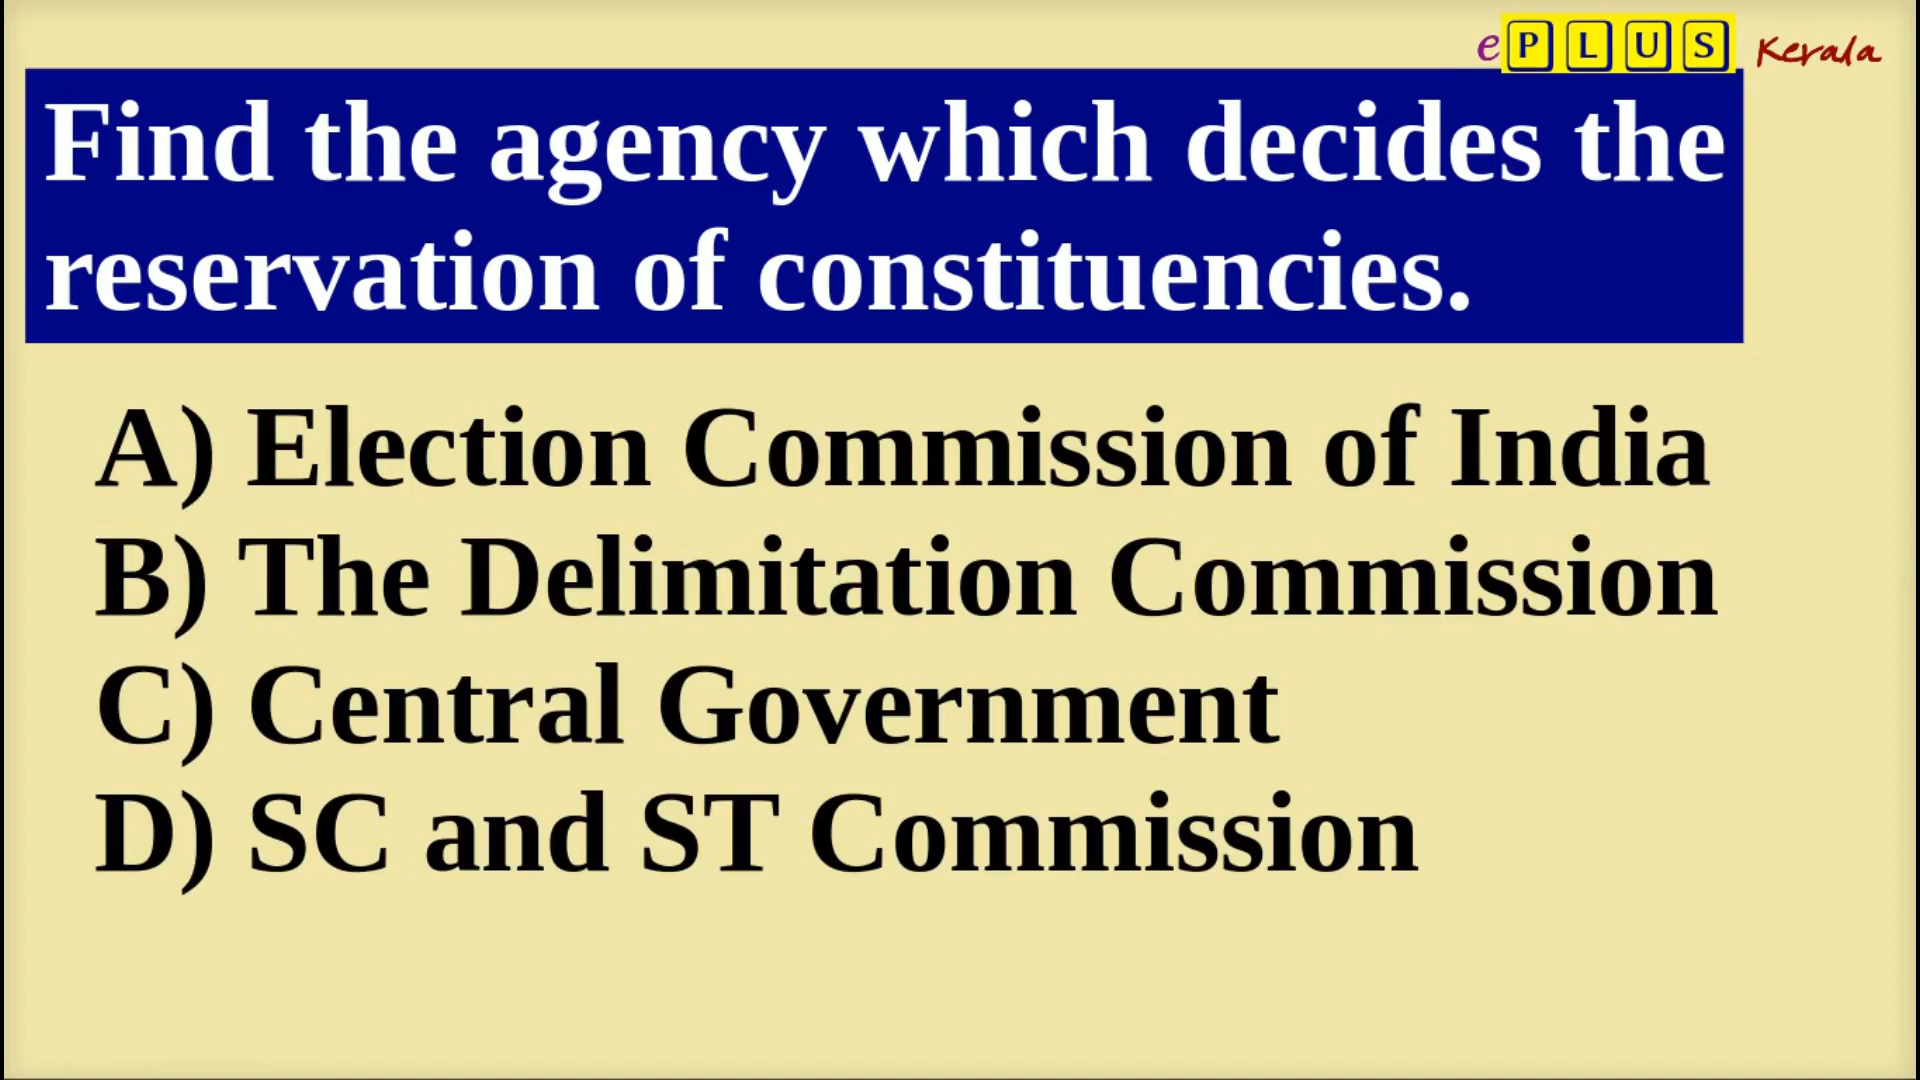 ePLUS Kerala
Find the agency which decides the
reservation of constituencies.
A) Election Commission of India
B) The Delimitation Commission
C) Central Government
D) SC and ST Commission